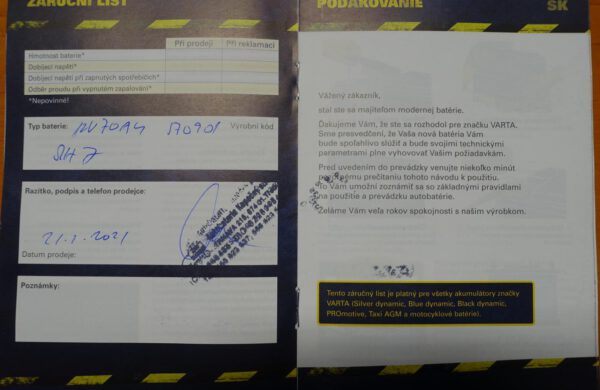 ZÁRUČNÍ LIST
Při prodeji Při reklamaci
Hmotnost baterie*
Dobíjecí napětí*
Dobíjecí napětí při zapnutých spotřebičích*
Odběr proudu při vypnutém zapalování*
*Nepovinné!
Typ baterie: Výrobní kód
Razítko, podpis a telefon prodejce:
21.1.2021
Datum prodeje:
Poznámky:
POĎAKOVANIE SK
Vážený zákazník,
stal ste sa majiteľom modernej batérie.
Ďakujeme Vám, že ste sa rozhodol pre značku VARTA.
Sme presvedčení, že Vaša nová batéria Vám
bude spoľahlivo slúžiť a bude svojimi technickými
parametrami plne vyhovovať Vašim požiadavkám.
Pred uvedením do prevádzky venujte niekoľko minút
prečítaniu tohoto návodu k použitiu.
To Vám umožní zoznámiť sa so základnými pravidlami
na použitie a prevádzku autobatérie.
Želáme Vám veľa rokov spokojnosti s našim výrobkom.
Tento záručný list je platný pre všetky akumulátory značky
VARTA (Silver dynamic, Blue dynamic, Black dynamic,
PROmotive, Taxi AGM a motocyklové batérie).